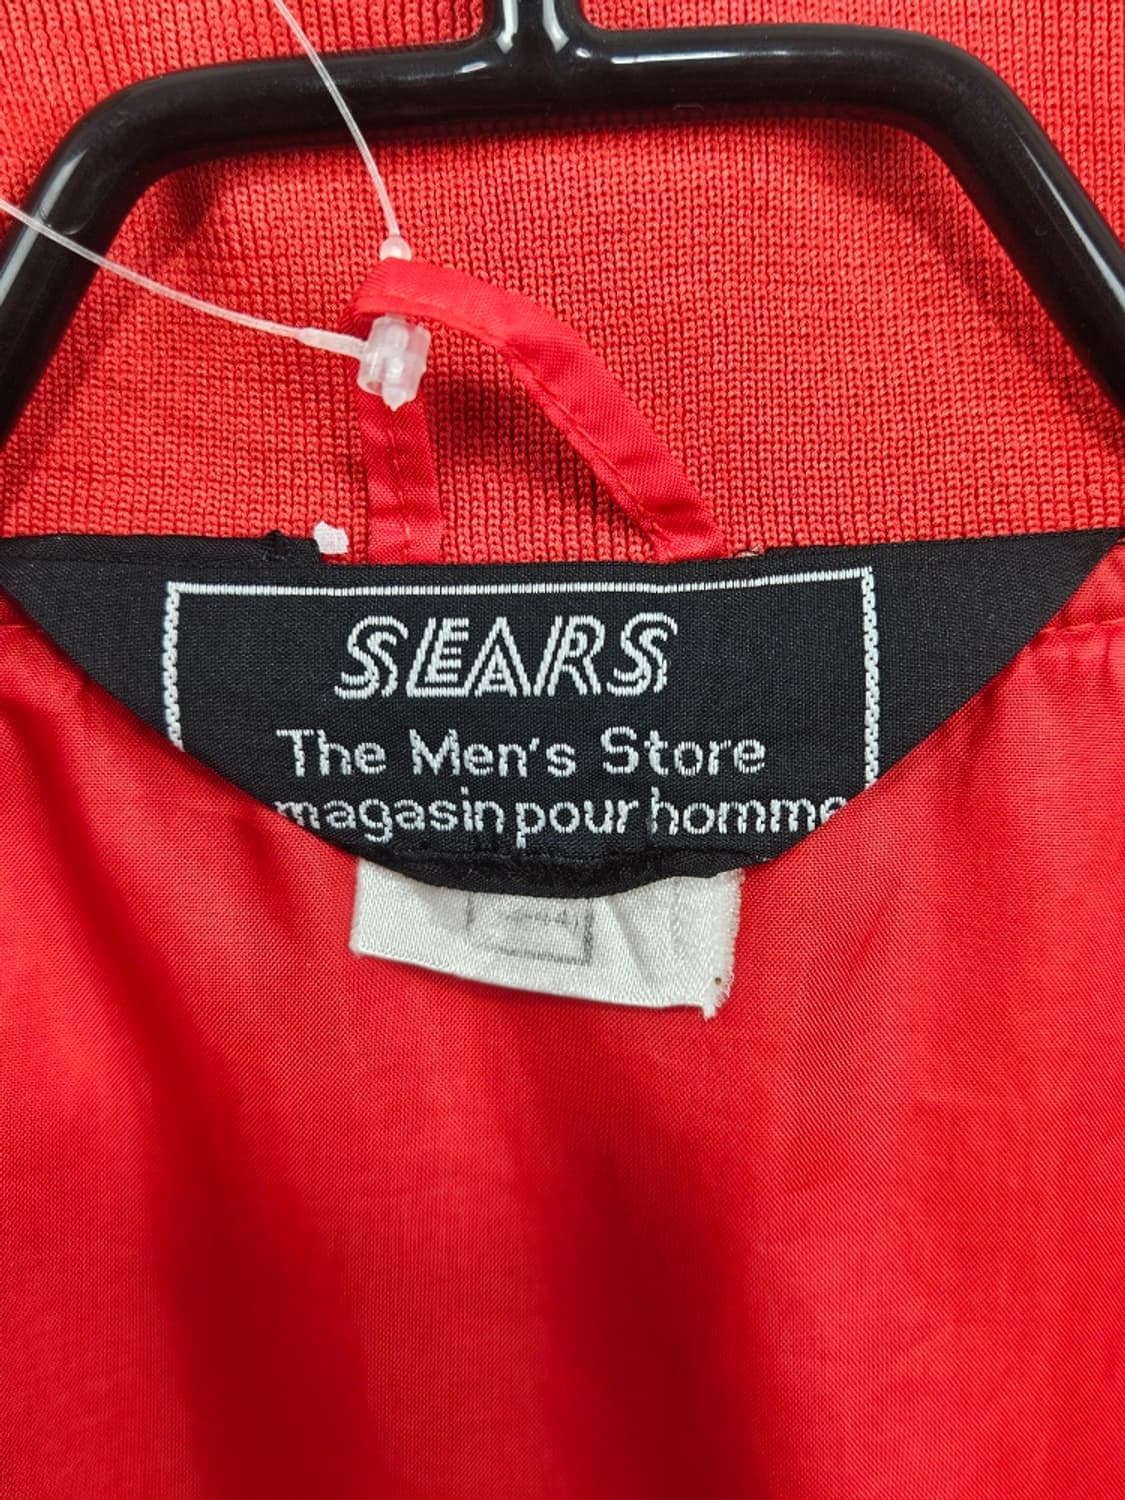 SEARS
The Men's Store
magasin pour homme